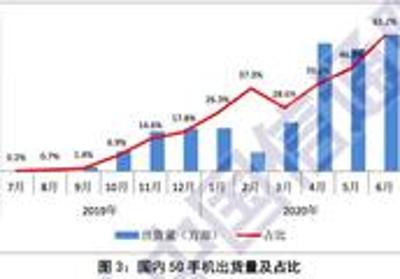 61.2%
46.3%
37.3%
28.6%
26.3%
17.8%
14.6%
6.9%
1.4%
0.7%
7月 8月 9月 10月 11月 12月 1月 2月 3月 4月 5月 6月
2019年 2020年
出货量（万部） 占比
图 3：国内 5G 手机出货量及占比